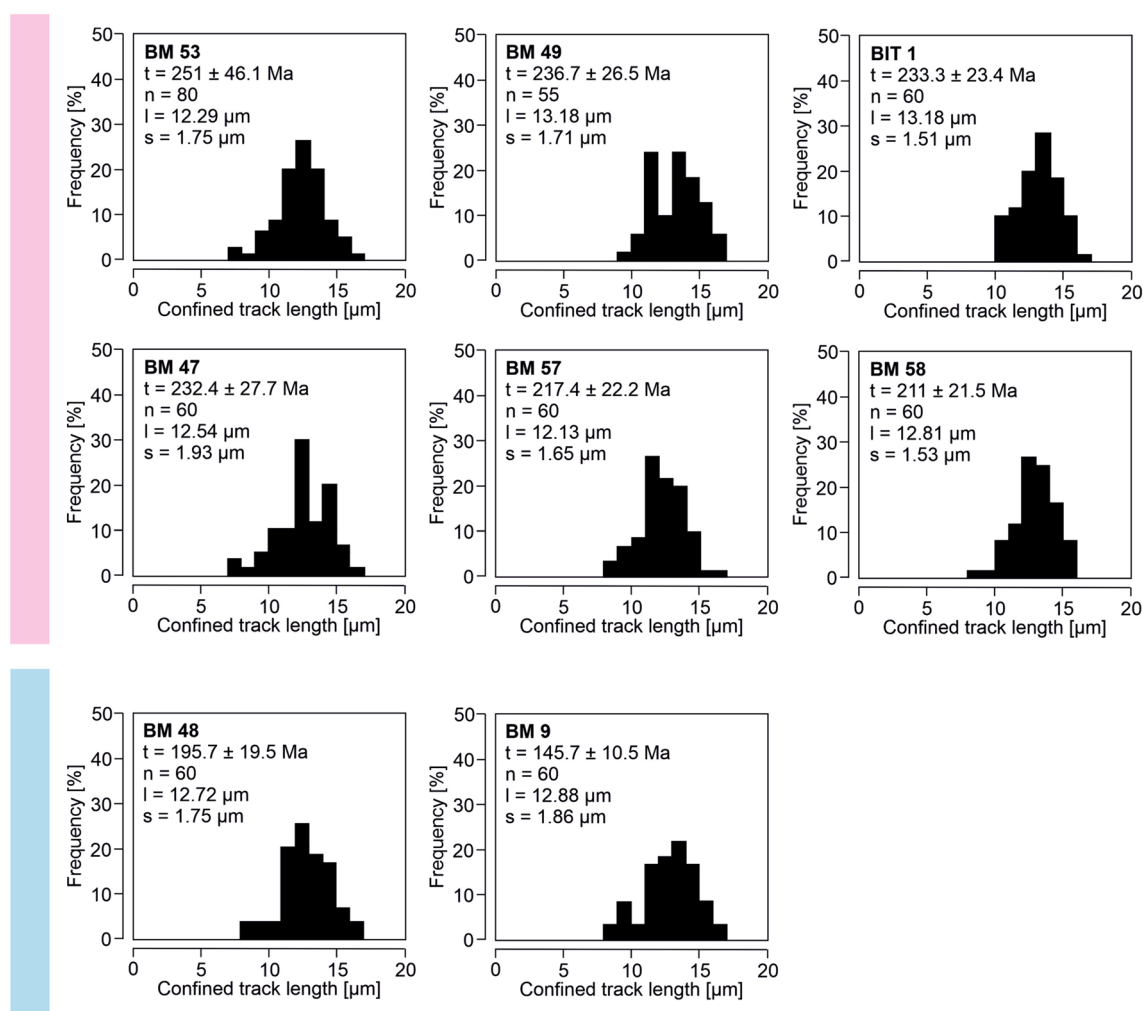 BM 53
t = 251 ± 46.1 Ma
n = 80
l = 12.29 µm
s = 1.75 µm
Frequency [%]
50
40
30
20
10
0
0 5 10 15 20
Confined track length [µm]
BM 49
t = 236.7 ± 26.5 Ma
n = 55
l = 13.18 µm
s = 1.71 µm
Frequency [%]
50
40
30
20
10
0
0 5 10 15 20
Confined track length [µm]
BIT 1
t = 233.3 ± 23.4 Ma
n = 60
l = 13.18 µm
s = 1.51 µm
Frequency [%]
50
40
30
20
10
0
0 5 10 15 20
Confined track length [µm]
BM 47
t = 232.4 ± 27.7 Ma
n = 60
l = 12.54 µm
s = 1.93 µm
Frequency [%]
50
40
30
20
10
0
0 5 10 15 20
Confined track length [µm]
BM 57
t = 217.4 ± 22.2 Ma
n = 60
l = 12.13 µm
s = 1.65 µm
Frequency [%]
50
40
30
20
10
0
0 5 10 15 20
Confined track length [µm]
BM 58
t = 211 ± 21.5 Ma
n = 60
l = 12.81 µm
s = 1.53 µm
Frequency [%]
50
40
30
20
10
0
0 5 10 15 20
Confined track length [µm]
BM 48
t = 195.7 ± 19.5 Ma
n = 60
l = 12.72 µm
s = 1.75 µm
Frequency [%]
50
40
30
20
10
0
0 5 10 15 20
Confined track length [µm]
BM 9
t = 145.7 ± 10.5 Ma
n = 60
l = 12.88 µm
s = 1.86 µm
Frequency [%]
50
40
30
20
10
0
0 5 10 15 20
Confined track length [µm]